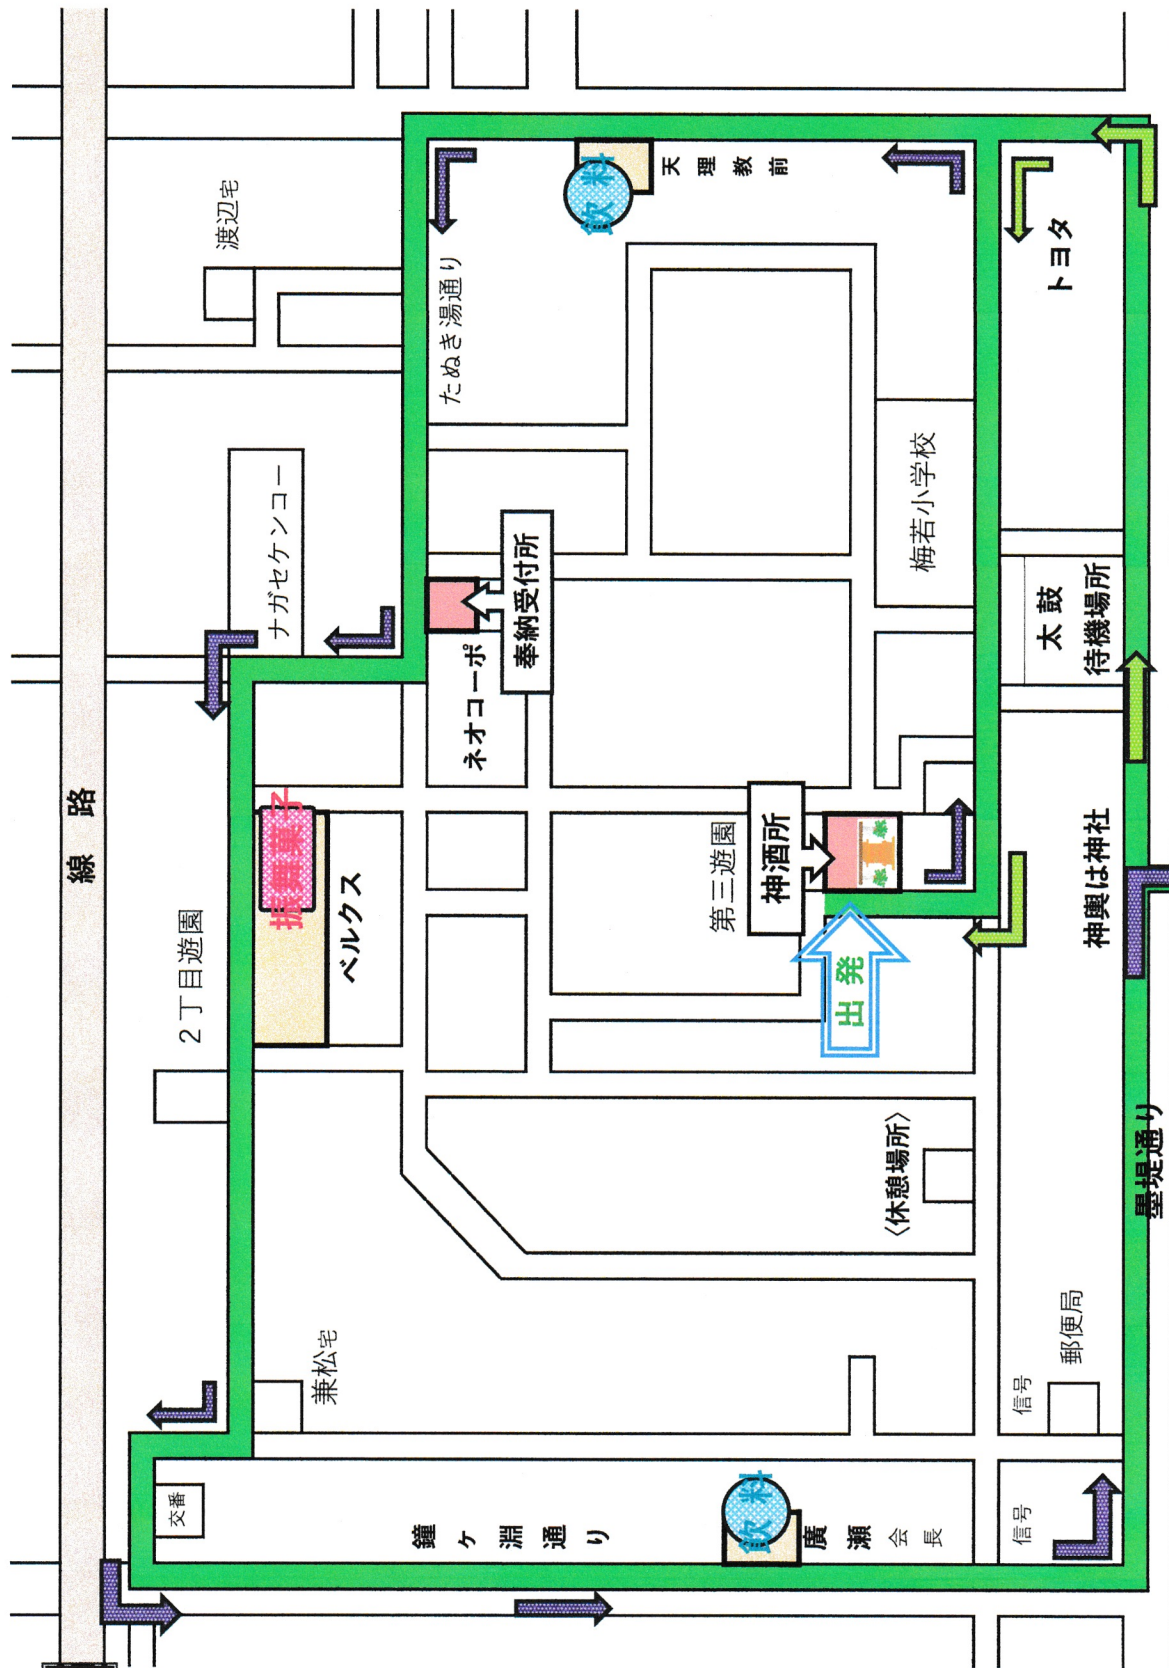 線路
渡辺宅
ナガセケンコー
2丁目遊園
兼松宅
交番
たぬき湯通り
飲料
天理教前
ネオコーポ
奉納受付所
振舞菓子
ベルクス
第三遊園
神酒所
出発
梅若小学校
トヨタ
太鼓
待機場所
神輿は神社
〈休憩場所〉
墨堤通り
郵便局
信号
信号
鐘ヶ淵通り
飲料
廣瀬会長